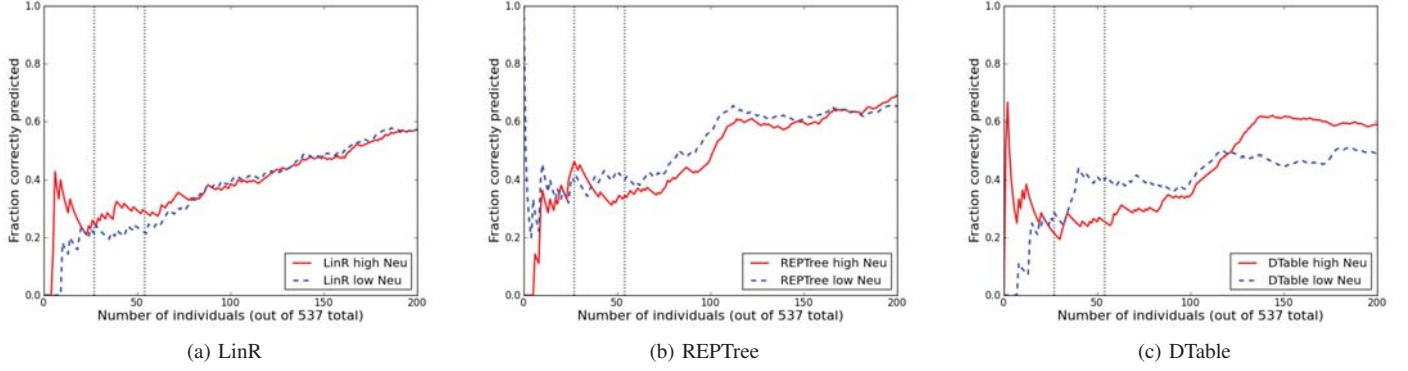 Fraction correctly predicted
1.0
0.8
0.6
0.4
0.2
0.0
0
50
100
150
200
LinR high Neu
LinR low Neu
Number of individuals (out of 537 total)
(a) LinR
Fraction correctly predicted
1.0
0.8
0.6
0.4
0.2
0.0
0
50
100
150
200
REPTree high Neu
REPTree low Neu
Number of individuals (out of 537 total)
(b) REPTree
Fraction correctly predicted
1.0
0.8
0.6
0.4
0.2
0.0
0
50
100
150
200
DTable high Neu
DTable low Neu
Number of individuals (out of 537 total)
(c) DTable